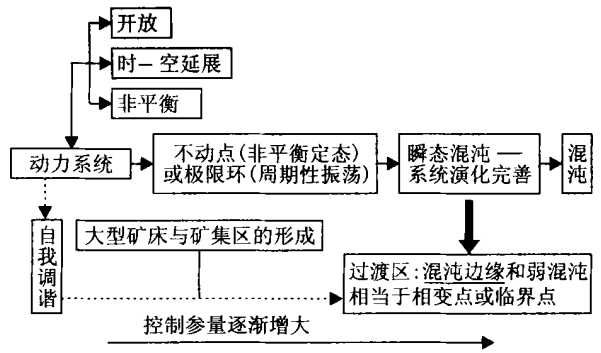 开放
时—空延展
非平衡
动力系统
不动点(非平衡定态)
或极限环(周期性振荡)
瞬态混沌—
系统演化完善
混沌
自我调谐
大型矿床与矿集区的形成
过渡区:混沌边缘和弱混沌
相当于相变点或临界点
控制参量逐渐增大